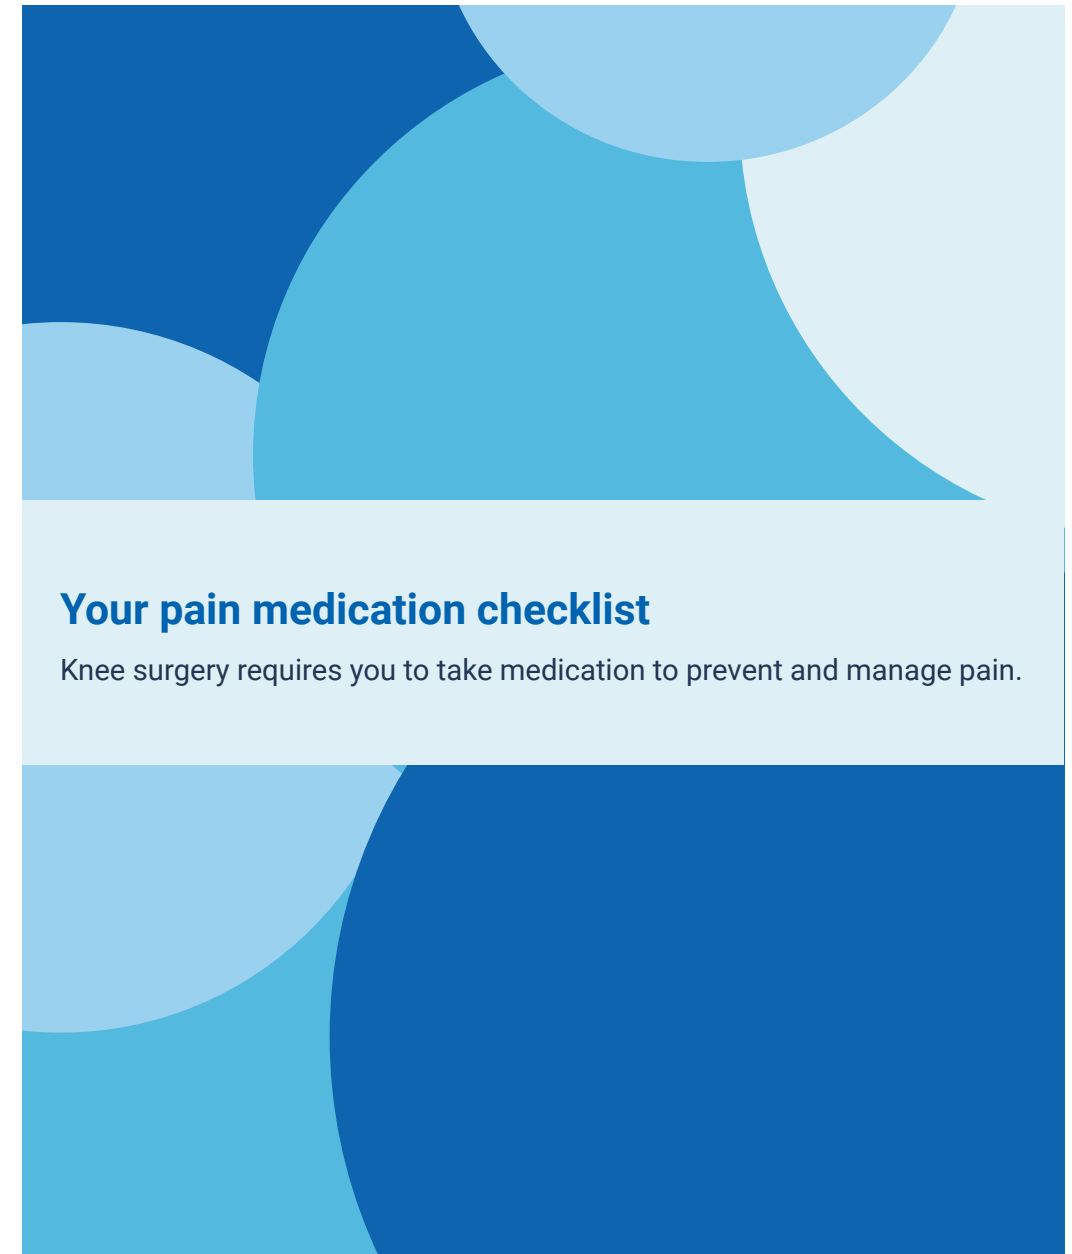 Your pain medication checklist
Knee surgery requires you to take medication to prevent and manage pain.